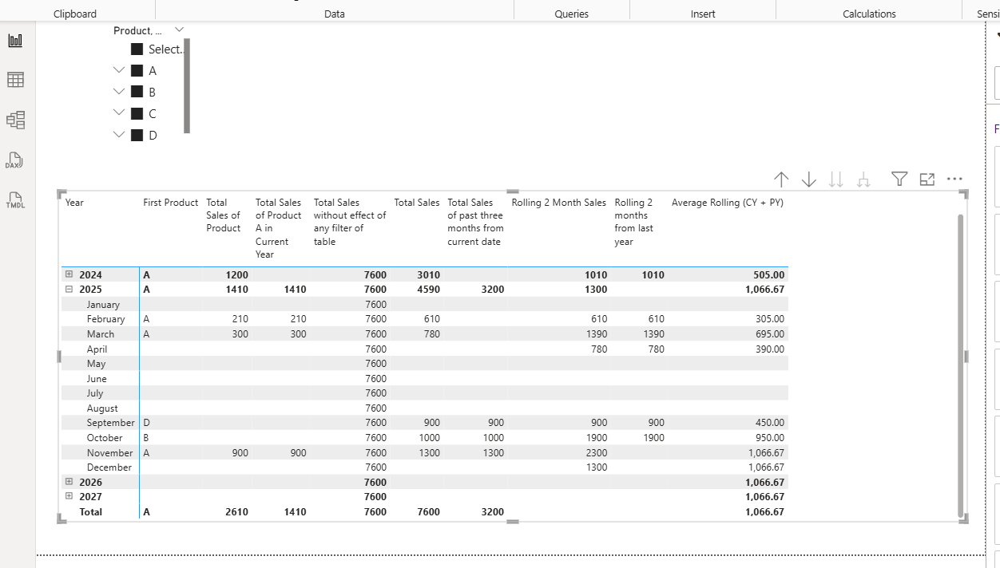 Clipboard Data Queries Insert Calculations Sensi
Product, ...
Select..
A
B
C
D
DAX
TMDL
Year First Product Total Sales of Product Total Sales of Product A in Current Year Total Sales without effect of any filter of table Total Sales Total Sales of past three months from current date Rolling 2 Month Sales Rolling 2 months from last year Average Rolling (CY + PY)
2024 A 1200 7600 3010 1010 1010 505.00
2025 A 1410 1410 7600 4590 3200 1300 1,066.67
January 7600
February A 210 210 7600 610 610 610 305.00
March A 300 300 7600 780 1390 1390 695.00
April 7600 780 780 390.00
May 7600
June 7600
July 7600
August 7600
September D 7600 900 900 900 900 450.00
October B 7600 1000 1000 1900 1900 950.00
November A 900 900 7600 1300 1300 2300 1,066.67
December 7600 1300 1,066.67
2026 7600 1,066.67
2027 7600 1,066.67
Total A 2610 1410 7600 7600 3200 1,066.67
F